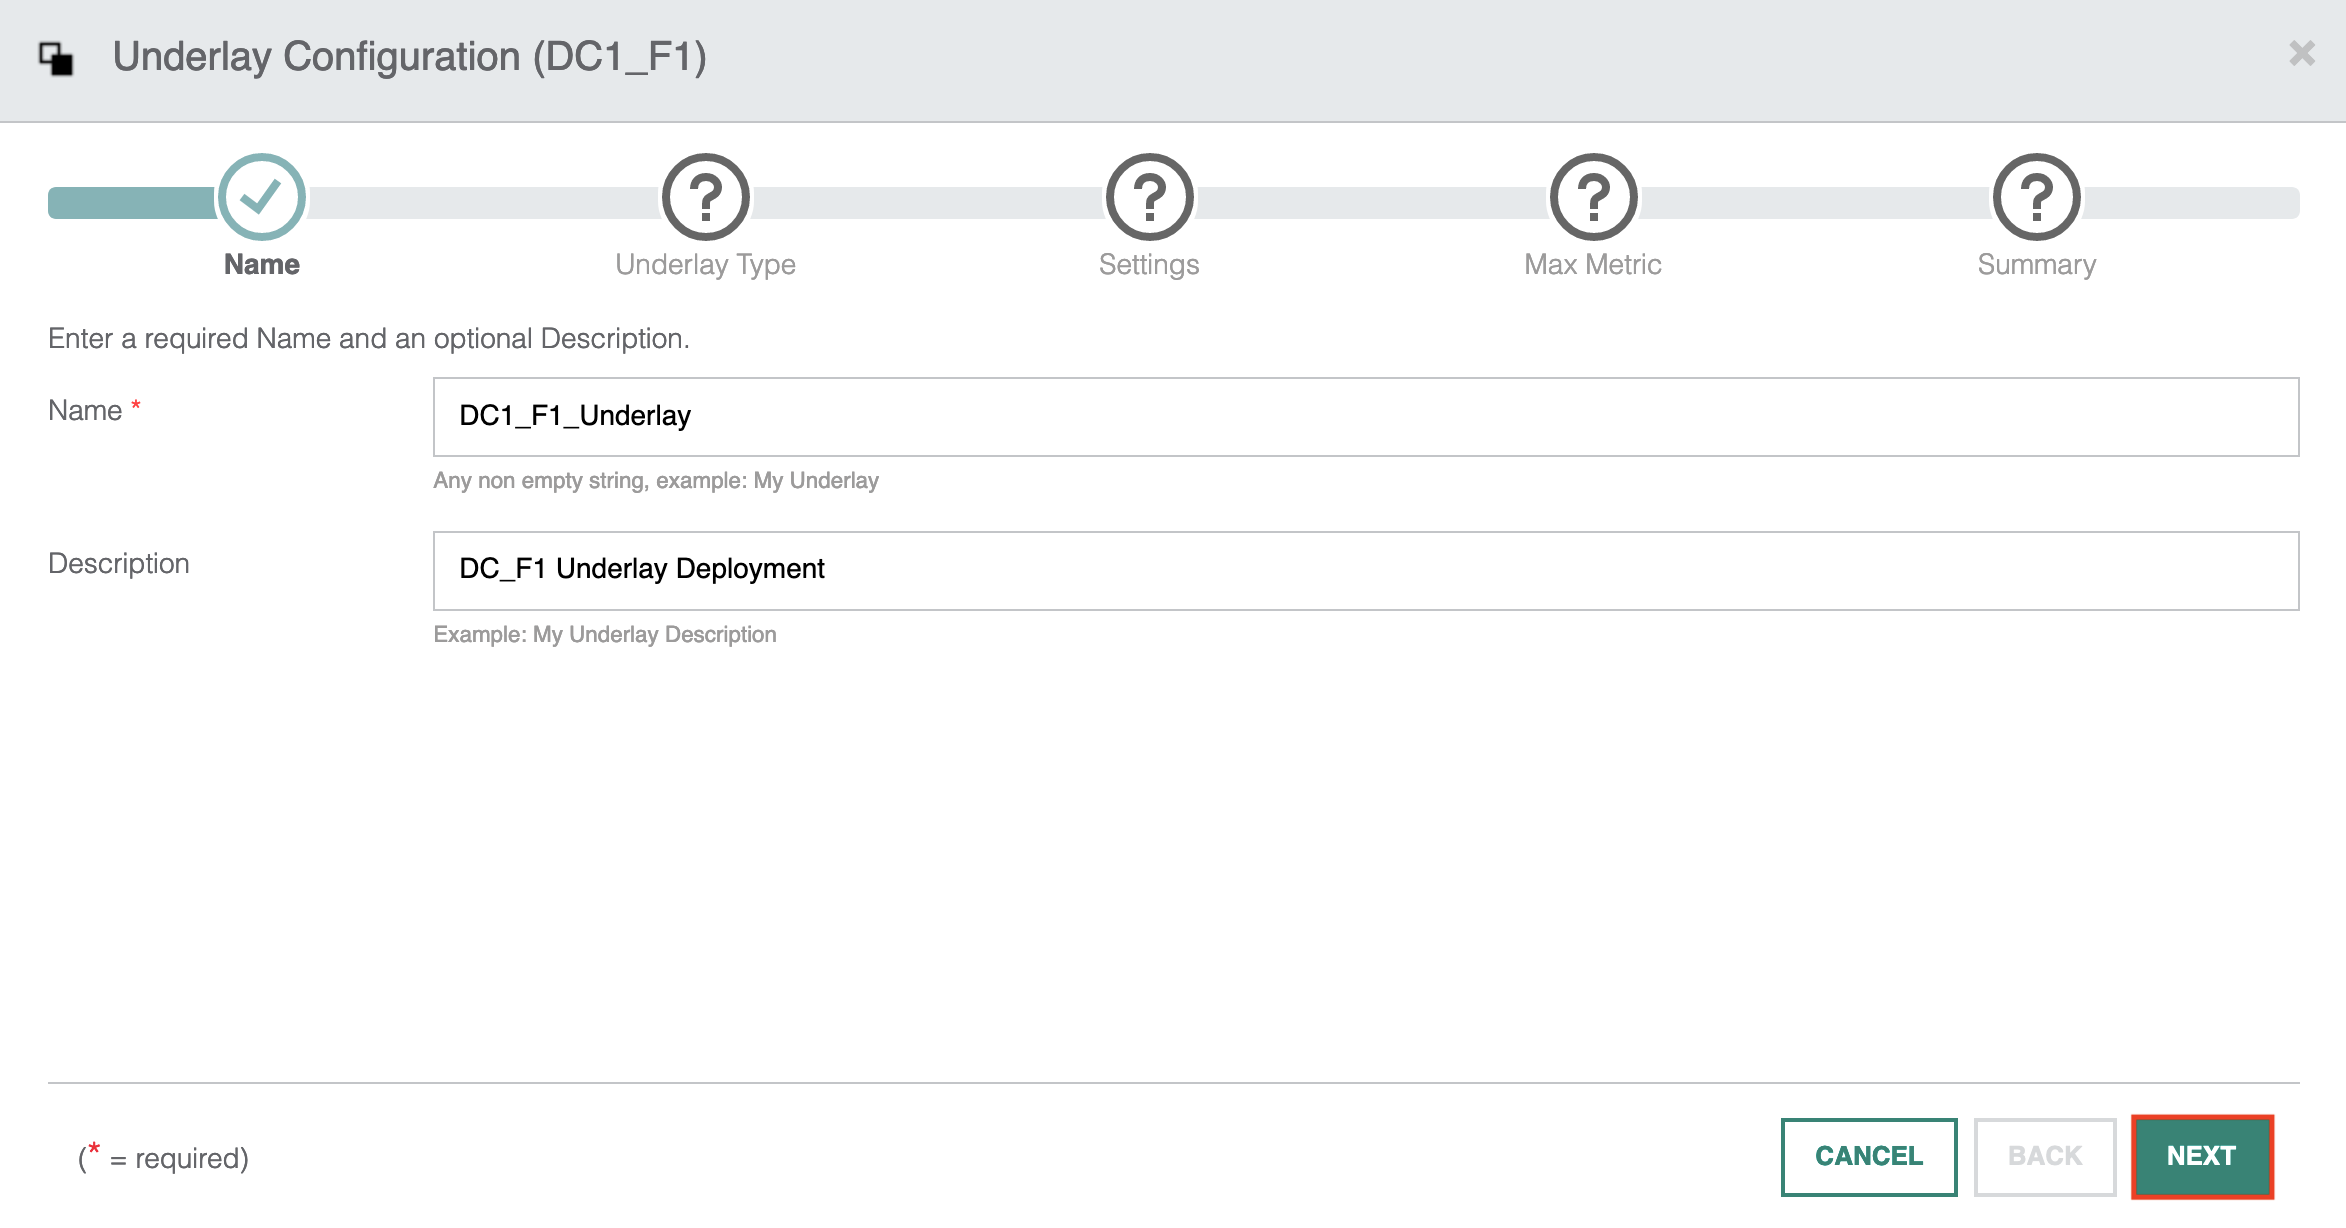 Underlay Configuration (DC1_F1)
Name
Underlay Type
Settings
Max Metric
Summary
Enter a required Name and an optional Description.
Name *
DC1_F1_Underlay
Any non empty string, example: My Underlay
Description
DC_F1 Underlay Deployment
Example: My Underlay Description
(* = required)
CANCEL
BACK
NEXT